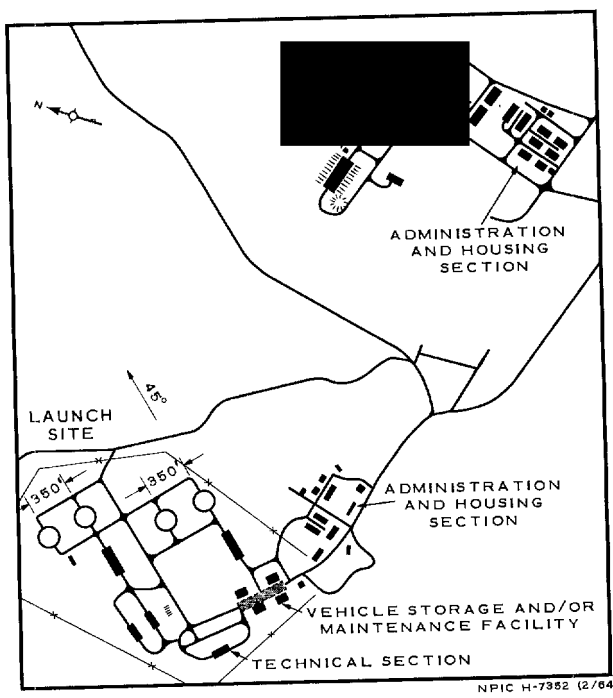 N
ADMINISTRATION
AND HOUSING
SECTION
45°
LAUNCH
SITE
350'
350'
ADMINISTRATION
AND HOUSING
SECTION
VEHICLE STORAGE AND/OR
MAINTENANCE FACILITY
TECHNICAL SECTION
NPIC H-7352 (2/64